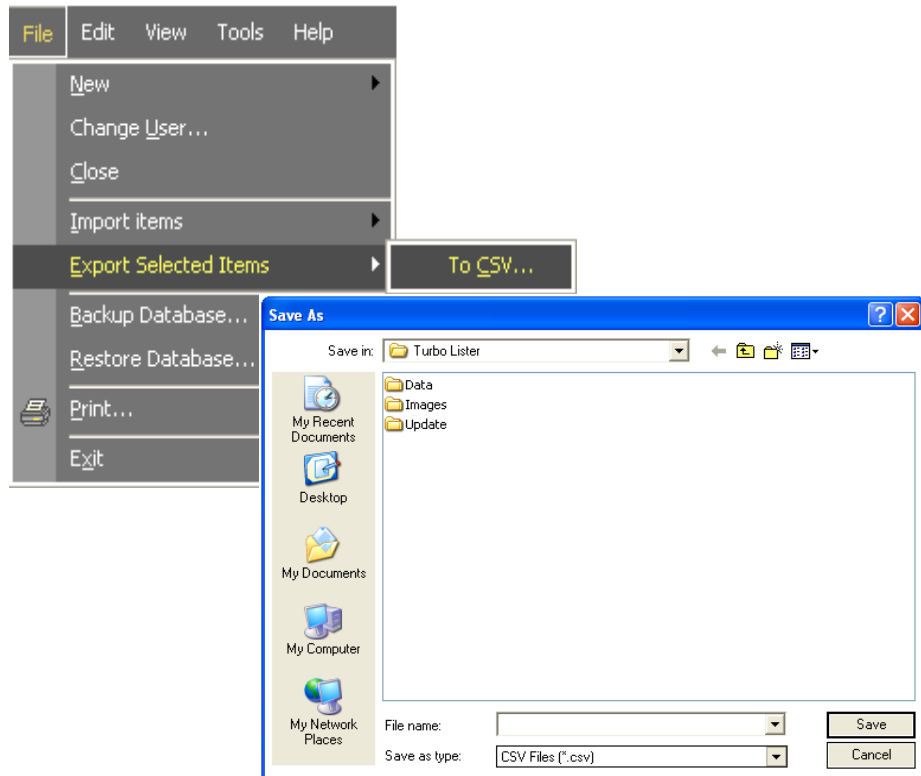 File Edit View Tools Help
New
Change User...
Close
Import items
Export Selected Items
To CSV...
Backup Database...
Restore Database...
Print...
Exit
Save As
Save in: Turbo Lister
Data
Images
Update
My Recent
Documents
Desktop
My Documents
My Computer
My Network
Places
File name:
Save
Save as type: CSV Files (*.csv)
Cancel